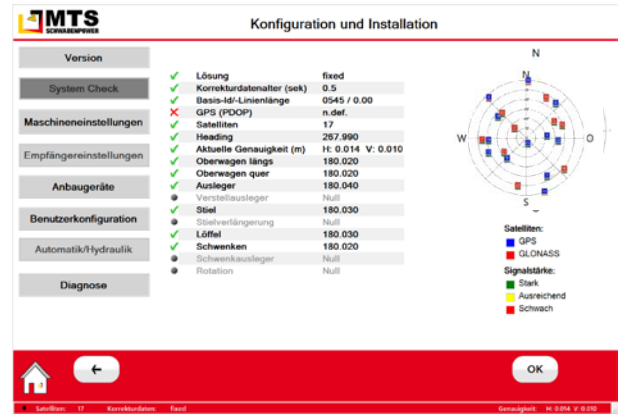 MTS
SCHWABENPOWER
Konfiguration und Installation
Version
System Check
Maschineneinstellungen
Empfängereinstellungen
Anbaugeräte
Benutzerkonfiguration
Automatik/Hydraulik
Diagnose
Lösung fixed
Korrekturdatenalter (sek) 0.5
Basis-Id/-Linienlänge 0545 / 0.00
GPS (PDOP) n.def.
Satelliten 17
Heading 267.990
Aktuelle Genauigkeit (m) H: 0.014 V: 0.010
Oberwagen längs 180.020
Oberwagen quer 180.020
Ausleger 180.040
Verstellausleger Null
Stiel 180.030
Stielverlängerung Null
Löffel 180.030
Schwenken 180.020
Schwenkausleger Null
Rotation Null
N
N
W
O
S
Satelliten:
GPS
GLONASS
Signalstärke:
Stark
Ausreichend
Schwach
OK
Satelliten: 17 Korrekturdaten: fixed Genauigkeit: H: 0.014 V: 0.010